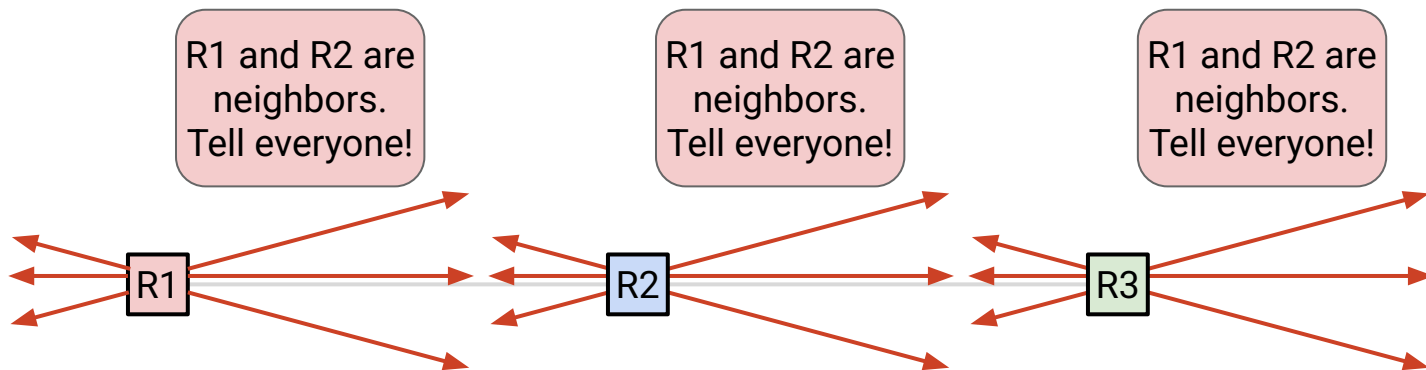 R1 and R2 are
neighbors.
Tell everyone!
R1 and R2 are
neighbors.
Tell everyone!
R1 and R2 are
neighbors.
Tell everyone!
R1
R2
R3